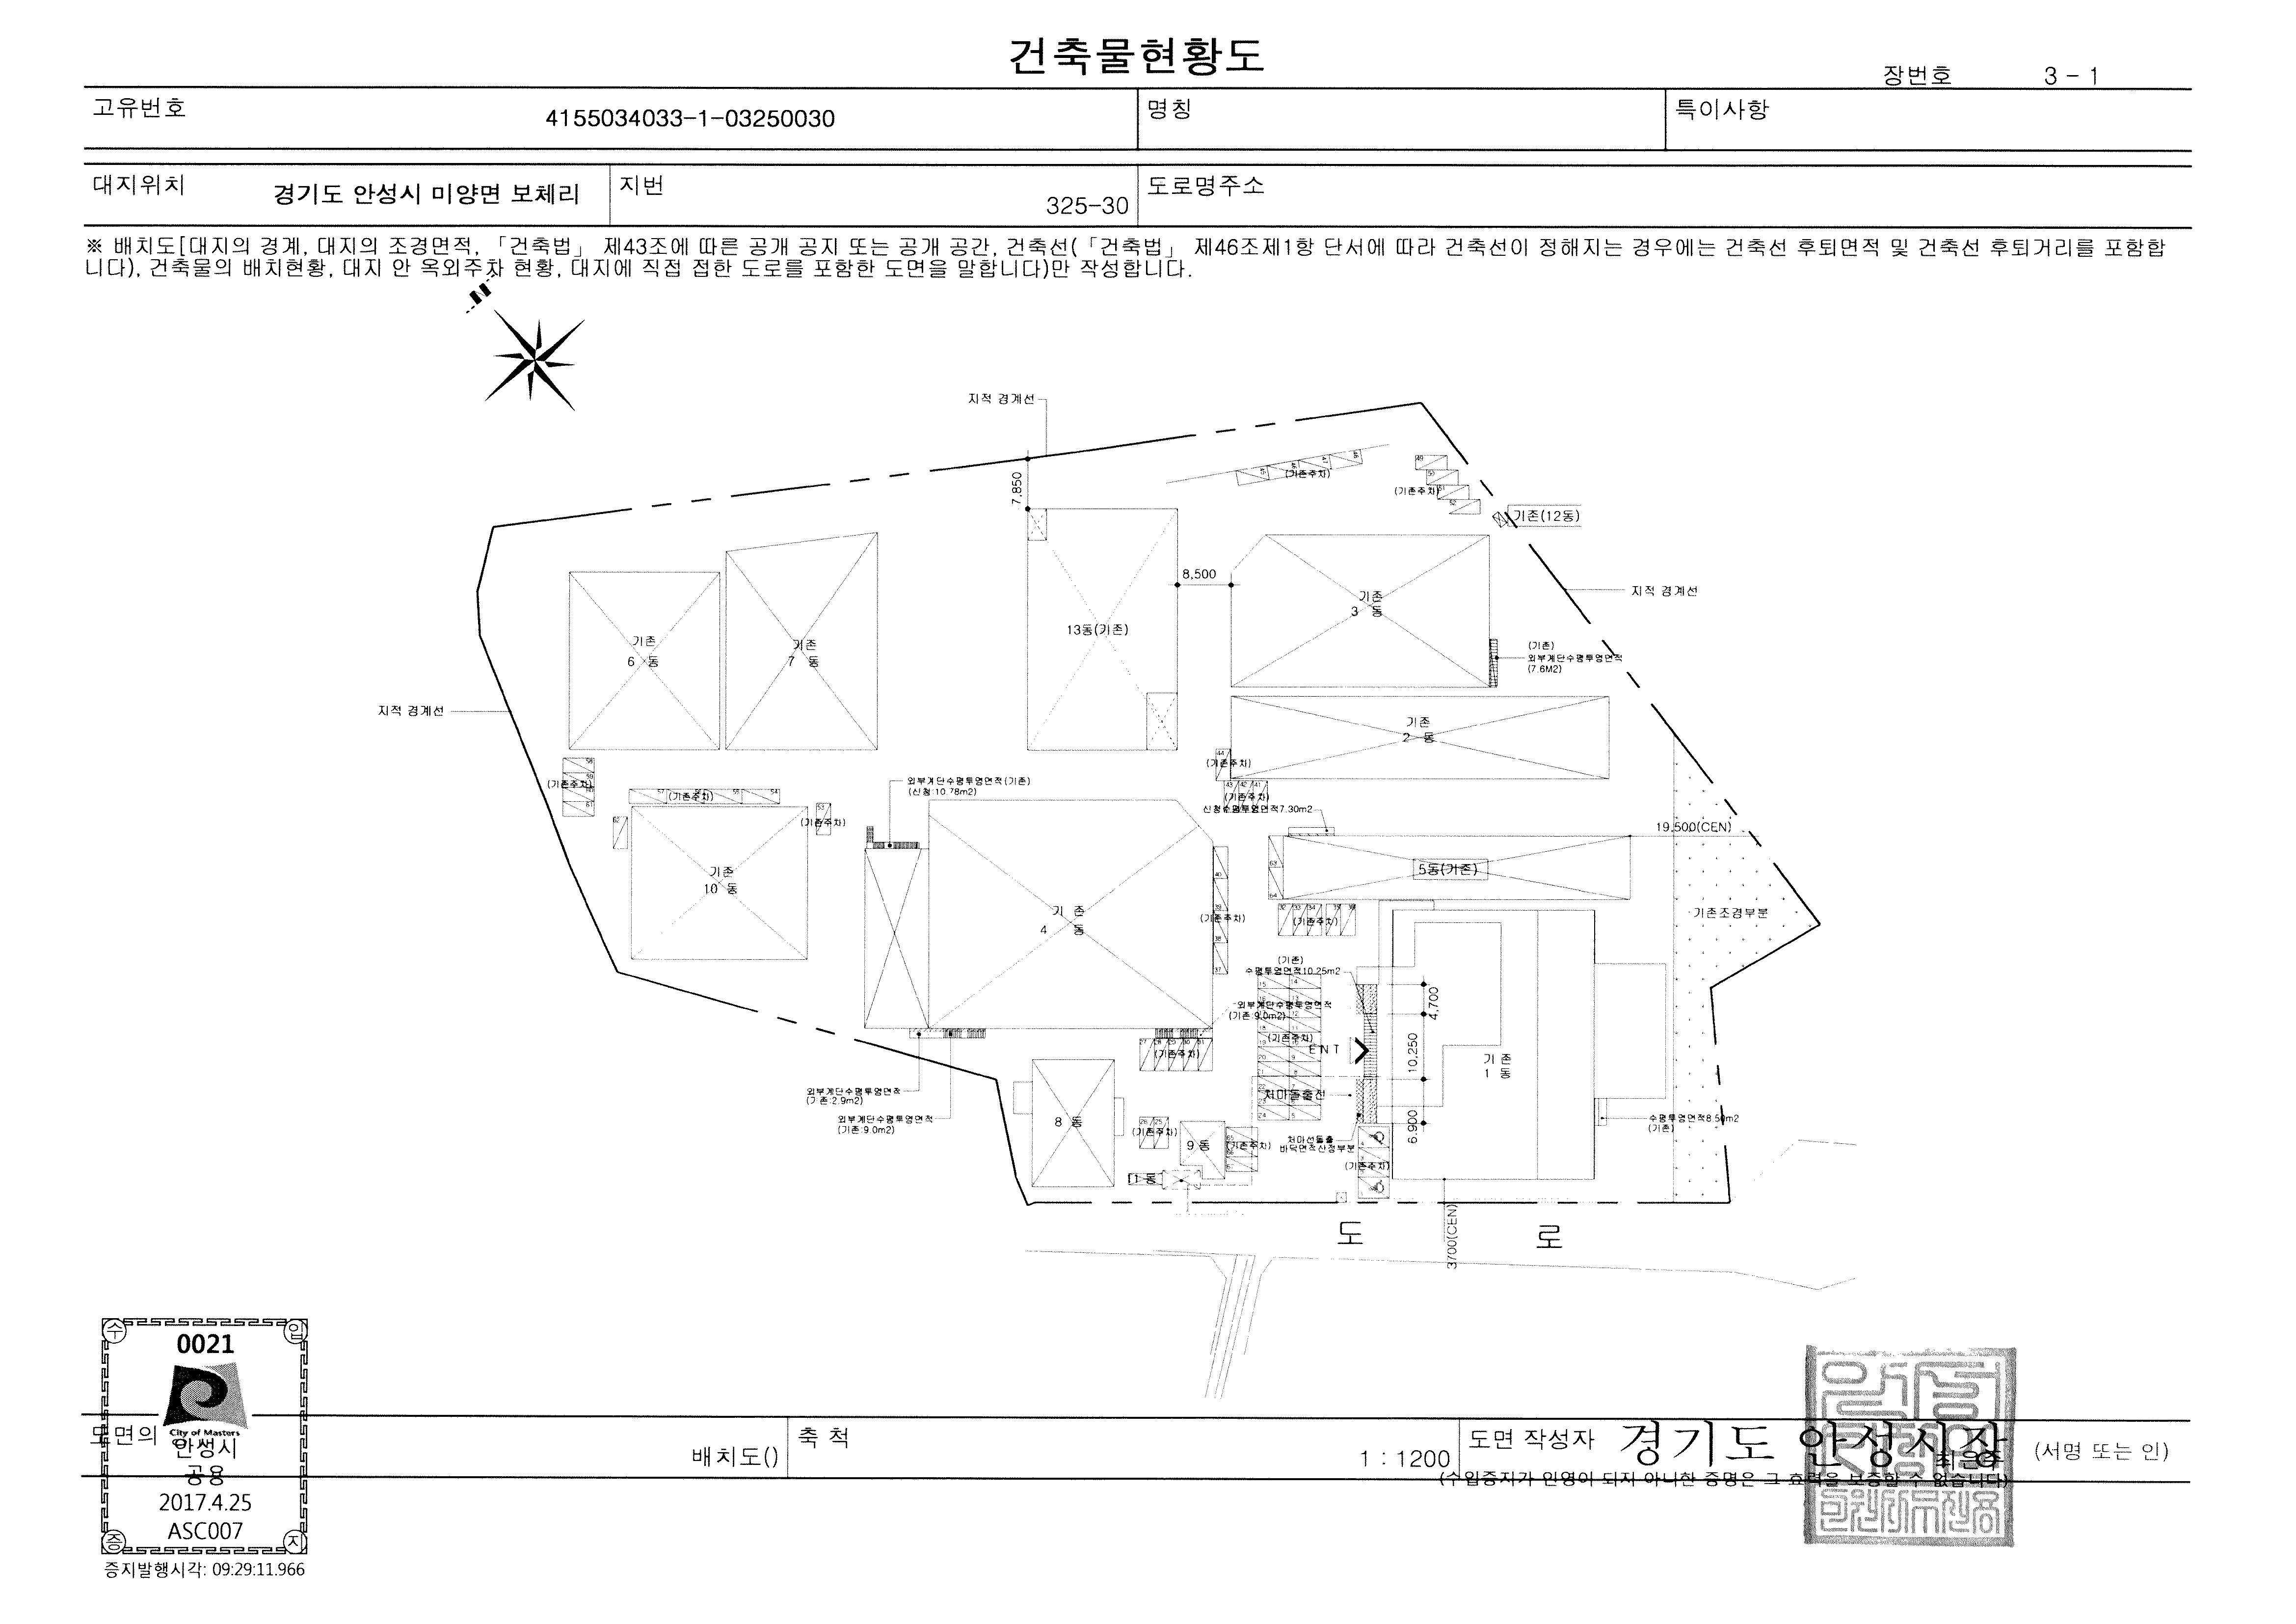 건축물현황도
장번호 3 - 1
고유번호 4155034033-1-03250030 명칭 특이사항
대지위치 경기도 안성시 미양면 보체리 지번 325-30 도로명주소
※ 배치도[대지의 경계, 대지의 조경면적, 「건축법」 제43조에 따른 공개 공지 또는 공개 공간, 건축선(「건축법」 제46조제1항 단서에 따라 건축선이 정해지는 경우에는 건축선 후퇴면적 및 건축선 후퇴거리를 포함합
니다), 건축물의 배치현황, 대지 안 옥외주차 현황, 대지에 직접 접한 도로를 포함한 도면을 말합니다]만 작성합니다.
N
지적 경계선
7,850
(기존주차)
(기존주차)
기존(12동)
8,500
지적 경계선
기존
3 동
13동(기존)
기존
6 동
기존
7 동
(기존)
외부계단수평투영면적
(7.6M2)
지적 경계선
기존
2 동
(기존주차)
(기존주차)
(기존주차)
외부계단수평투영면적(기존)
(신청:10.78m2)
(기존주차)
신청수평투영면적7.30m2
(기존주차)
19,500(CEN)
5동(기존)
기존
10 동
기 존
4 동
(기존주차)
(기존주차)
기존조경부분
(기존)
수평투영면적10.25m2
외부계단수평투영면적
(기존:9.0m2)
4,700
(기존주차)
ENT
10,250
기 존
1 동
(기존주차)
외부계단수평투영면적
(기존:2.9m2)
처마돌출선
외부계단수평투영면적
(기존:9.0m2)
8 동
(기존주차)
9 동
(기존주차)
처마선돌출
바닥면적산정부분
6,900
수평투영면적8.50m2
(기존)
(기존주차)
도 로
3700(CEN)
수 입
0021
City of Masters
안성시
공용
2017.4.25
ASC007
증 지
증지발행시각: 09:29:11.966
도면의
배치도()
축 척 1 : 1200
도면 작성자 경기도 안성시장 (서명 또는 인)
(수입증지가 인영이 되지 아니한 증명은 그 효력을 보증할 수 없습니다)